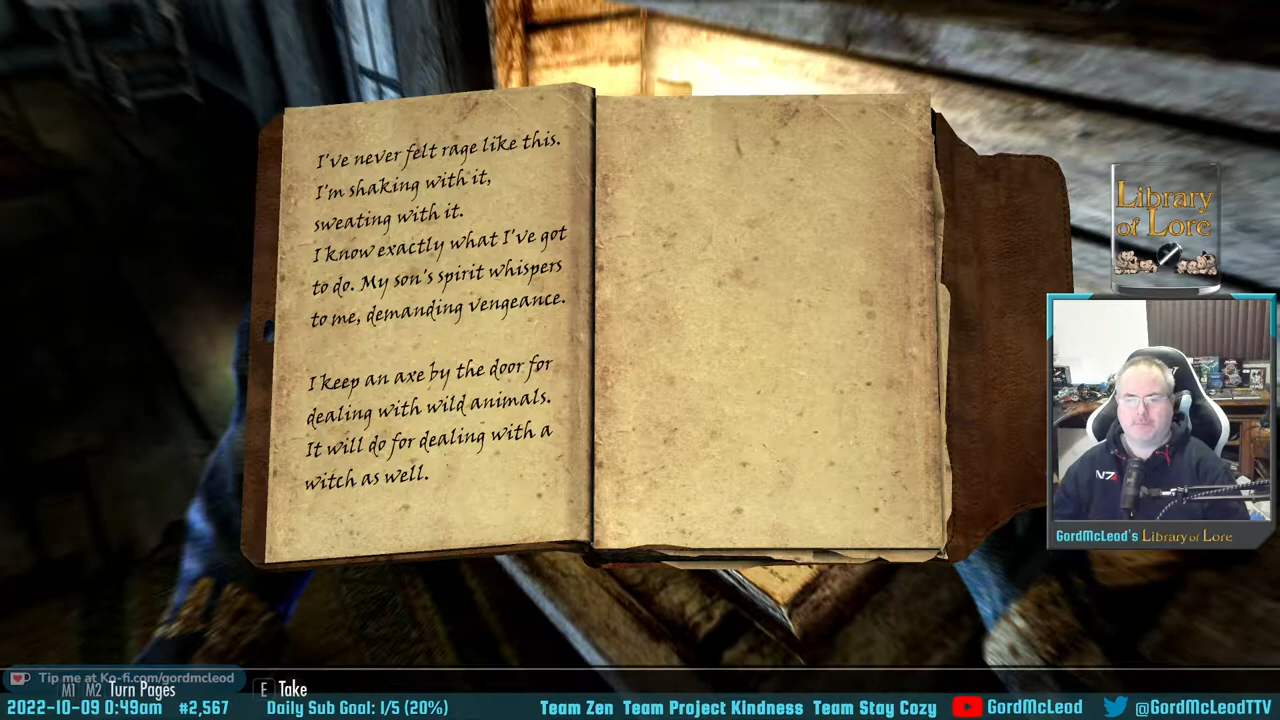 I've never felt rage like this.
I'm shaking with it,
sweating with it.
I know exactly what I've got
to do. My son's spirit whispers
to me, demanding vengeance.
I keep an axe by the door for
dealing with wild animals.
It will do for dealing with a
witch as well.
Library
of Lore
N7
GordMcLeod's Library of Lore
Tip me at Ko-fi.com/gordmcleod
M1 M2 Turn Pages
E Take
2022-10-09 0:49am #2,567 Daily Sub Goal: 1/5 (20%) Team Zen Team Project Kindness Team Stay Cozy GordMcLeod @GordMcLeodTTV